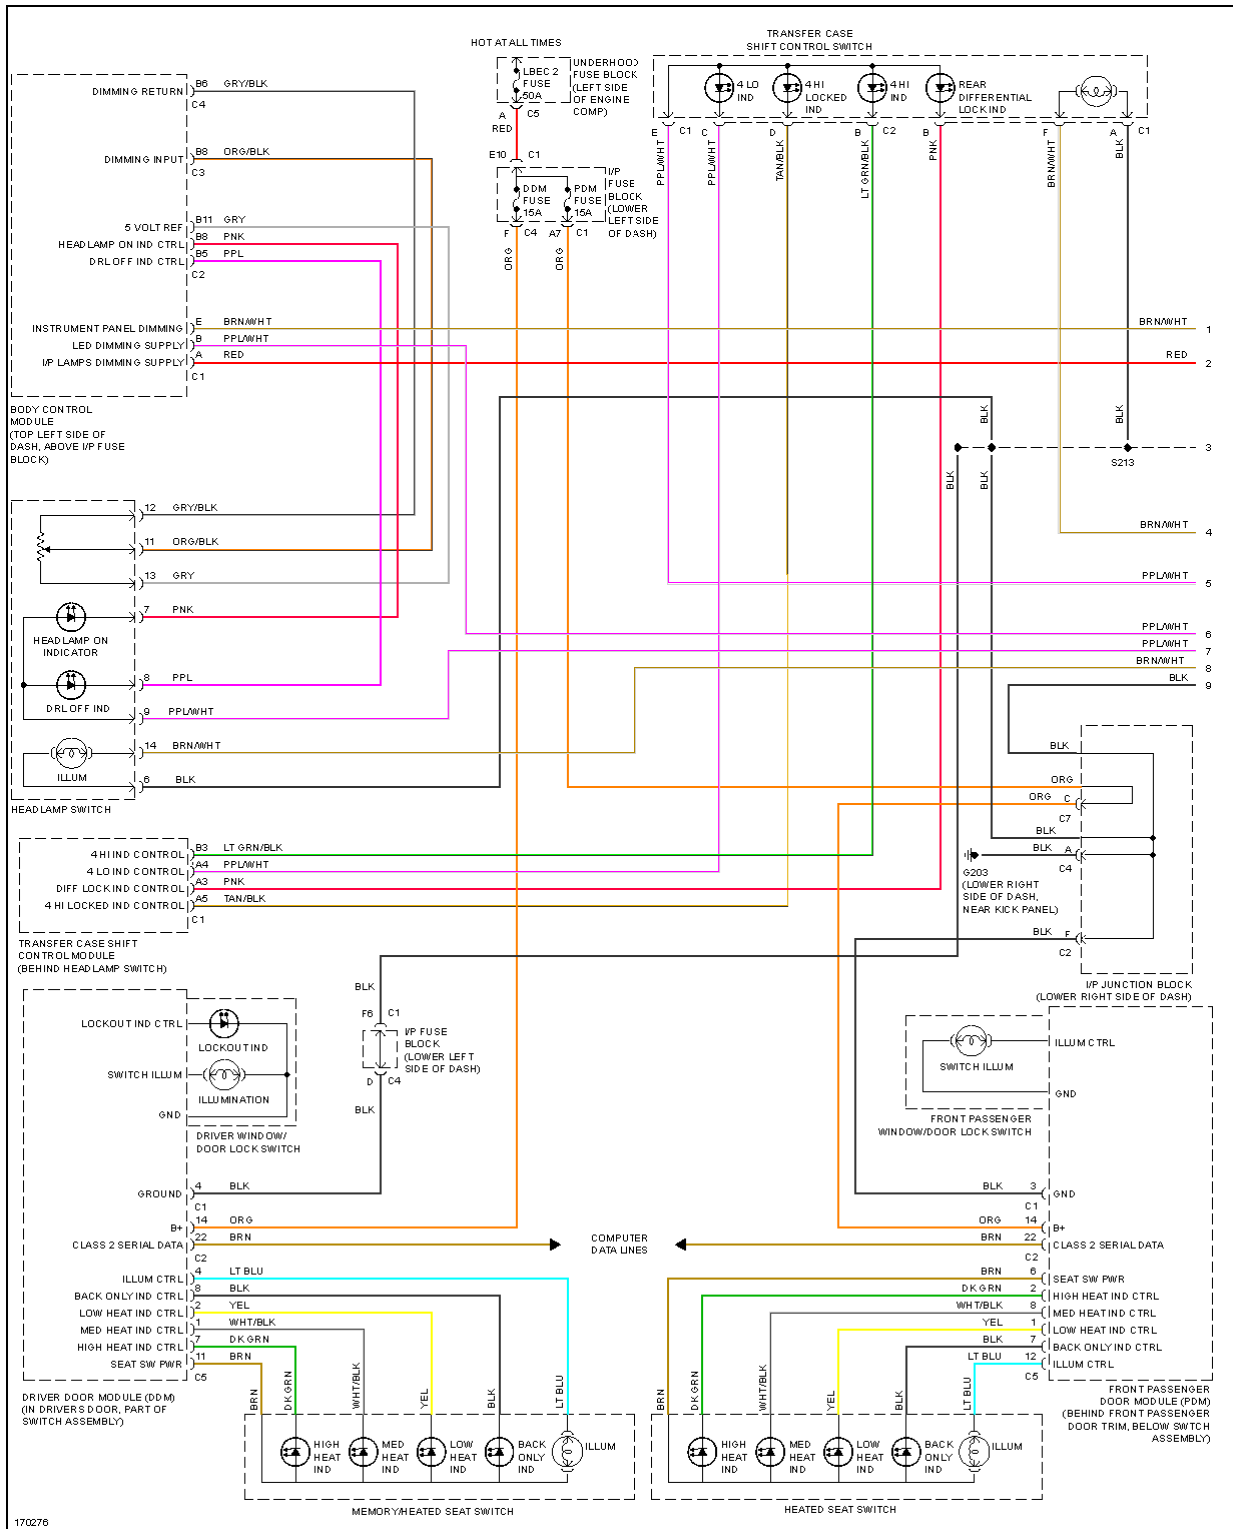 HOT AT ALL TIMES
LBEC 2
FUSE
50A
UNDERHOOD
FUSE BLOCK
(LEFT SIDE
OF ENGINE
COMP)
A
C5
RED
E10
C1
DDM
FUSE
15A
PDM
FUSE
15A
I/P
FUSE
BLOCK
(LOWER
LEFT SIDE
OF DASH)
F
C4
A7
C1
ORG
ORG
TRANSFER CASE
SHIFT CONTROL SWITCH
4 LO
IND
4 HI
LOCKED
IND
4 HI
IND
REAR
DIFFERENTIAL
LOCK IND
E
C1
C
D
B
C2
B
F
A
C1
PPL/WHT
PPL/WHT
TAN/BLK
LT GRN/BLK
PNK
BRN/WHT
BLK
DIMMING RETURN
B6
GRY/BLK
C4
DIMMING INPUT
B8
ORG/BLK
C3
5 VOLT REF
B11
GRY
HEADLAMP ON IND CTRL
B8
PNK
DRL OFF IND CTRL
B5
PPL
C2
INSTRUMENT PANEL DIMMING
E
BRN/WHT
BRN/WHT
1
LED DIMMING SUPPLY
B
PPL/WHT
I/P LAMPS DIMMING SUPPLY
A
RED
RED
2
C1
BODY CONTROL
MODULE
(TOP LEFT SIDE OF
DASH, ABOVE I/P FUSE
BLOCK)
BLK
BLK
3
S213
BLK
BLK
12
GRY/BLK
11
ORG/BLK
BRN/WHT
4
13
GRY
PPL/WHT
5
7
PNK
HEADLAMP ON
INDICATOR
PPL/WHT
6
PPL/WHT
7
BRN/WHT
8
8
PPL
BLK
9
DRL OFF IND
9
PPL/WHT
14
BRN/WHT
ILLUM
6
BLK
HEADLAMP SWITCH
BLK
ORG
ORG
C
C7
BLK
BLK
A
C4
G203
(LOWER RIGHT
SIDE OF DASH,
NEAR KICK PANEL)
BLK
F
C2
I/P JUNCTION BLOCK
(LOWER RIGHT SIDE OF DASH)
4 HI IND CONTROL
B3
LT GRN/BLK
4 LO IND CONTROL
A4
PPL/WHT
DIFF LOCK IND CONTROL
A3
PNK
4 HI LOCKED IND CONTROL
A5
TAN/BLK
C1
TRANSFER CASE SHIFT
CONTROL MODULE
(BEHIND HEADLAMP SWITCH)
LOCKOUT IND CTRL
LOCKOUT IND
SWITCH ILLUM
ILLUMINATION
GND
DRIVER WINDOW/
DOOR LOCK SWITCH
BLK
F6
C1
I/P FUSE
BLOCK
(LOWER LEFT
SIDE OF DASH)
D
C4
BLK
ILLUM CTRL
SWITCH ILLUM
GND
FRONT PASSENGER
WINDOW/DOOR LOCK SWITCH
GROUND
4
BLK
C1
B+
14
ORG
CLASS 2 SERIAL DATA
22
BRN
C2
COMPUTER
DATA LINES
ILLUM CTRL
4
LT BLU
BACK ONLY IND CTRL
8
BLK
LOW HEAT IND CTRL
2
YEL
MED HEAT IND CTRL
1
WHT/BLK
HIGH HEAT IND CTRL
7
DK GRN
SEAT SW PWR
11
BRN
C5
BLK
3
GND
C1
ORG
14
B+
BRN
22
CLASS 2 SERIAL DATA
C2
BRN
6
SEAT SW PWR
DK GRN
2
HIGH HEAT IND CTRL
WHT/BLK
8
MED HEAT IND CTRL
YEL
1
LOW HEAT IND CTRL
BLK
7
BACK ONLY IND CTRL
LT BLU
12
ILLUM CTRL
C5
DRIVER DOOR MODULE (DDM)
(IN DRIVERS DOOR, PART OF
SWITCH ASSEMBLY)
BRN
DK GRN
WHT/BLK
YEL
BLK
LT BLU
BRN
DK GRN
WHT/BLK
YEL
BLK
LT BLU
FRONT PASSENGER
DOOR MODULE (PDM)
(BEHIND FRONT PASSENGER
DOOR TRIM, BELOW SWTCH
ASSEMBLY)
HIGH
HEAT
IND
MED
HEAT
IND
LOW
HEAT
IND
BACK
ONLY
IND
ILLUM
MEMORY/HEATED SEAT SWITCH
HIGH
HEAT
IND
MED
HEAT
IND
LOW
HEAT
IND
BACK
ONLY
IND
ILLUM
HEATED SEAT SWITCH
170276